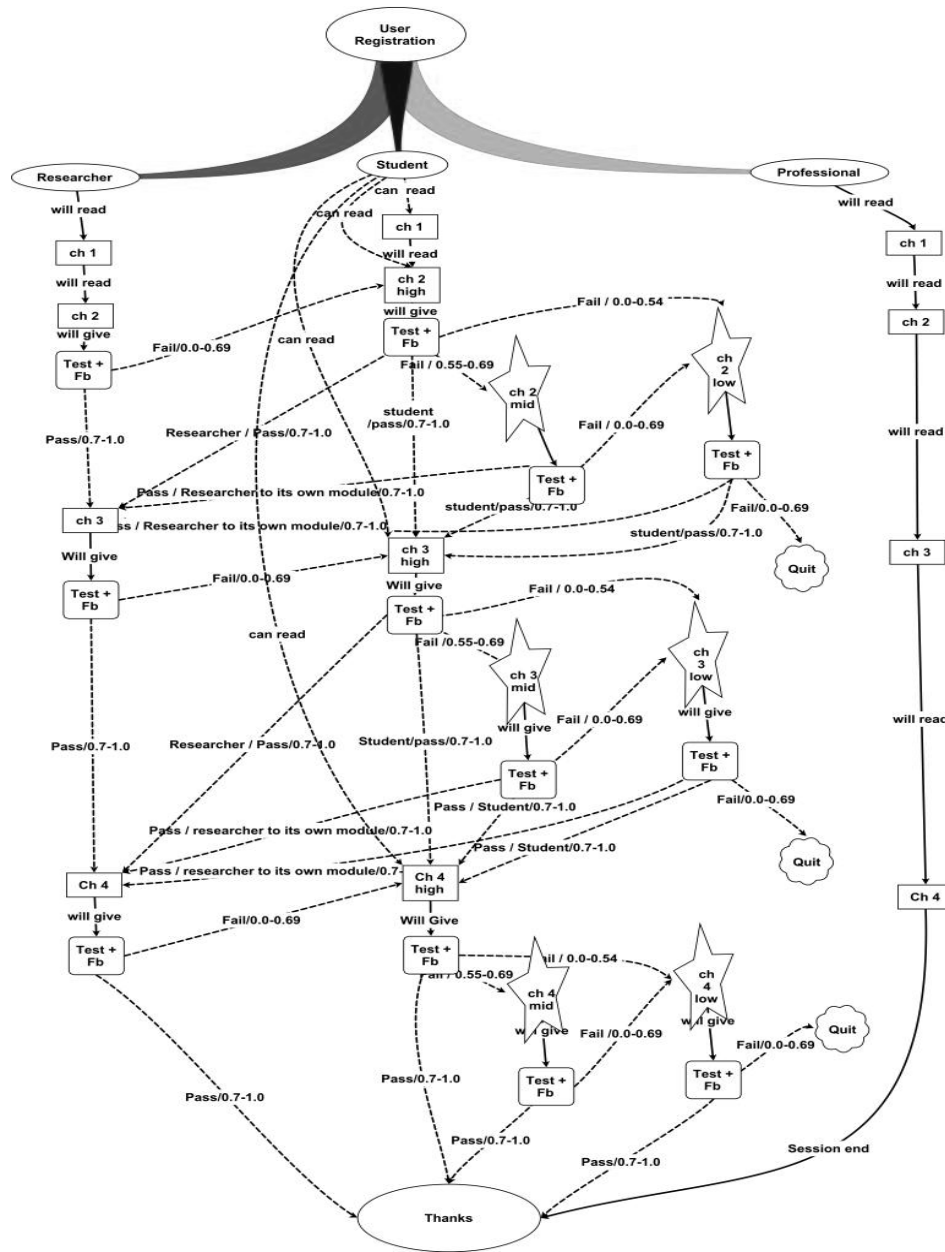 User
Registration
Researcher
Student
Professional
will read
can read
can read
will read
ch 1
ch 1
ch 1
will read
will read
will read
ch 2
ch 2
high
ch 2
will give
will give
Fail / 0.0-0.54
Test +
Fb
Fail/0.0-0.69
Test +
Fb
can read
Fail / 0.55-0.69
ch
2
low
ch 2
mid
Pass/0.7-1.0
Researcher / Pass/0.7-1.0
student
/pass/0.7-1.0
Fail / 0.0-0.69
will read
Test +
Fb
Test +
Fb
Pass / Researcher to its own module/0.7-1.0
student/pass/0.7-1.0
Fail/0.0-0.69
ch 3
/ Researcher to its own module/0.7-1.0
student/pass/0.7-1.0
ch 3
high
ch 3
Quit
Will give
Will give
Fail/0.0-0.69
Fail / 0.0-0.54
Test +
Fb
Test +
Fb
can read
Fail /0.55-0.69
ch
3
low
ch 3
mid
Pass/0.7-1.0
Researcher / Pass/0.7-1.0
Student/pass/0.7-1.0
will give
Fail / 0.0-0.69
will give
will read
Test +
Fb
Test +
Fb
Pass / Student/0.7-1.0
Fail/0.0-0.69
Pass / researcher to its own module/0.7-1.0
Pass / Student/0.7-1.0
Quit
Ch 4
Pass / researcher to its own module/0.7-
Ch 4
high
Ch 4
will give
Fail/0.0-0.69
Will Give
Test +
Fb
Test +
Fb
/ 0.0-0.54
/ 0.55-0.69
ch 4
mid
ch
4
low
will give
Fail /0.0-0.69
will give
Quit
Fail/0.0-0.69
Test +
Fb
Test +
Fb
Pass/0.7-1.0
Pass/0.7-1.0
Pass/0.7-1.0
Pass/0.7-1.0
Session end
Thanks